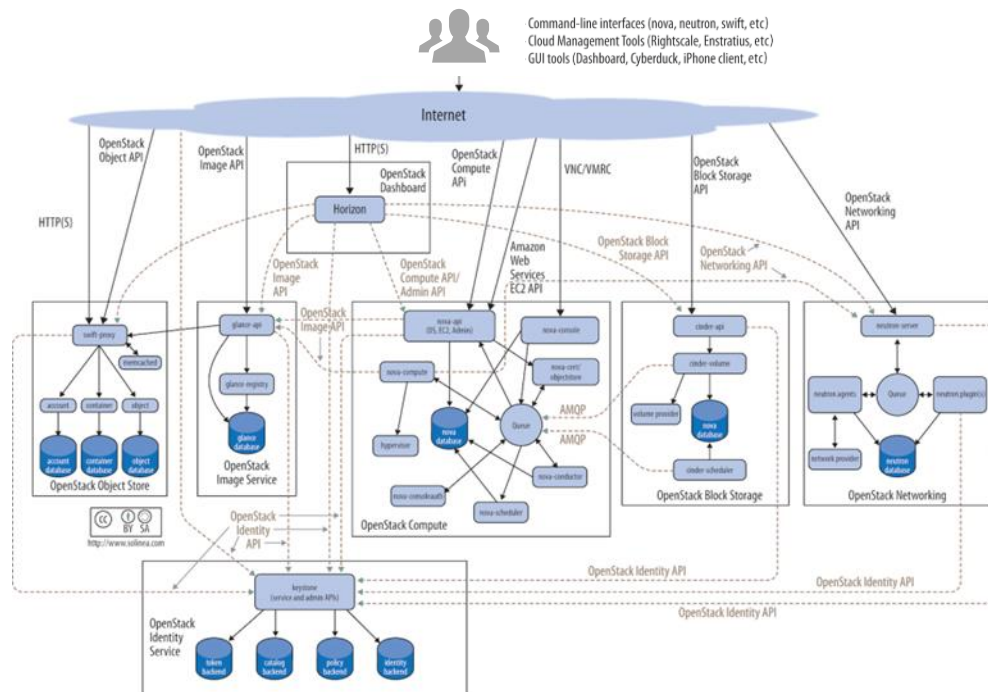 Command-line interfaces (nova, neutron, swift, etc)
Cloud Management Tools (Rightscale, Enstratius, etc)
GUI tools (Dashboard, Cyberduck, iPhone client, etc)
Internet
OpenStack
Object API
OpenStack
Image API
HTTP(S)
OpenStack
Dashboard
OpenStack
Compute
APi
VNC/VMRC
OpenStack
Block Storage
API
OpenStack
Networking
API
HTTP(S)
Horizon
OpenStack
Image
API
OpenStack
Compute API/
Admin API
Amazon
Web
Services
EC2 API
OpenStack Block
Storage API
OpenStack
Networking API
OpenStack
Image API
swift-proxy
memcached
account
container
object
account
database
container
database
object
database
OpenStack Object Store
glance-api
glance-registry
glance
database
OpenStack
Image Service
nova-api
(OS, EC2, Admin)
nova-console
nova-compute
nova-cert/
objectstore
hypervisor
nova
database
Queue
nova-conductor
nova-consoleauth
nova-scheduler
OpenStack Compute
AMQP
AMQP
cinder-api
cinder-volume
volume provider
nova
database
cinder-scheduler
OpenStack Block Storage
neutron-server
neutron agents
Queue
neutron plugin(s)
network provider
neutron
database
OpenStack Networking
cc
BY SA
http://www.solinea.com
OpenStack
Identity
API
OpenStack Identity API
OpenStack Identity API
OpenStack Identity API
keystone
(service and admin APIs)
OpenStack
Identity
Service
token
backend
catalog
backend
policy
backend
identity
backend